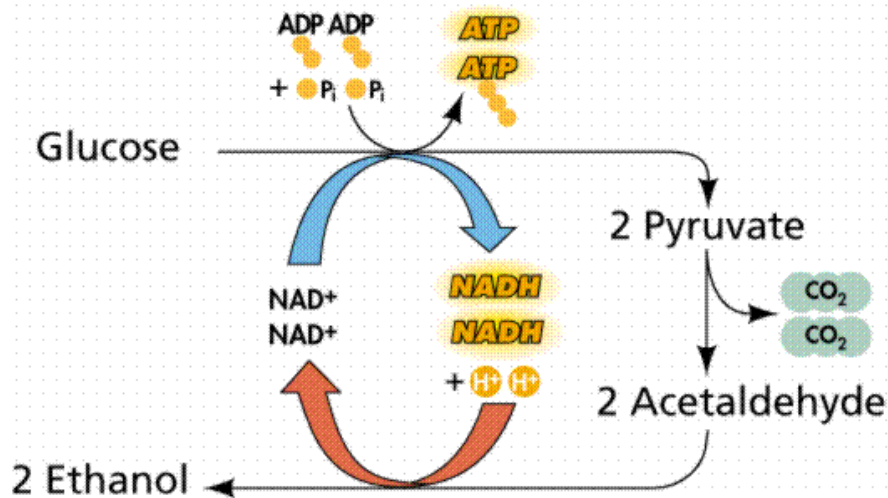 ADP ADP
ATP
ATP
+ Pi Pi
Glucose
2 Pyruvate
NAD+
NAD+
NADH
NADH
+ H+ H+
CO2
CO2
2 Acetaldehyde
2 Ethanol